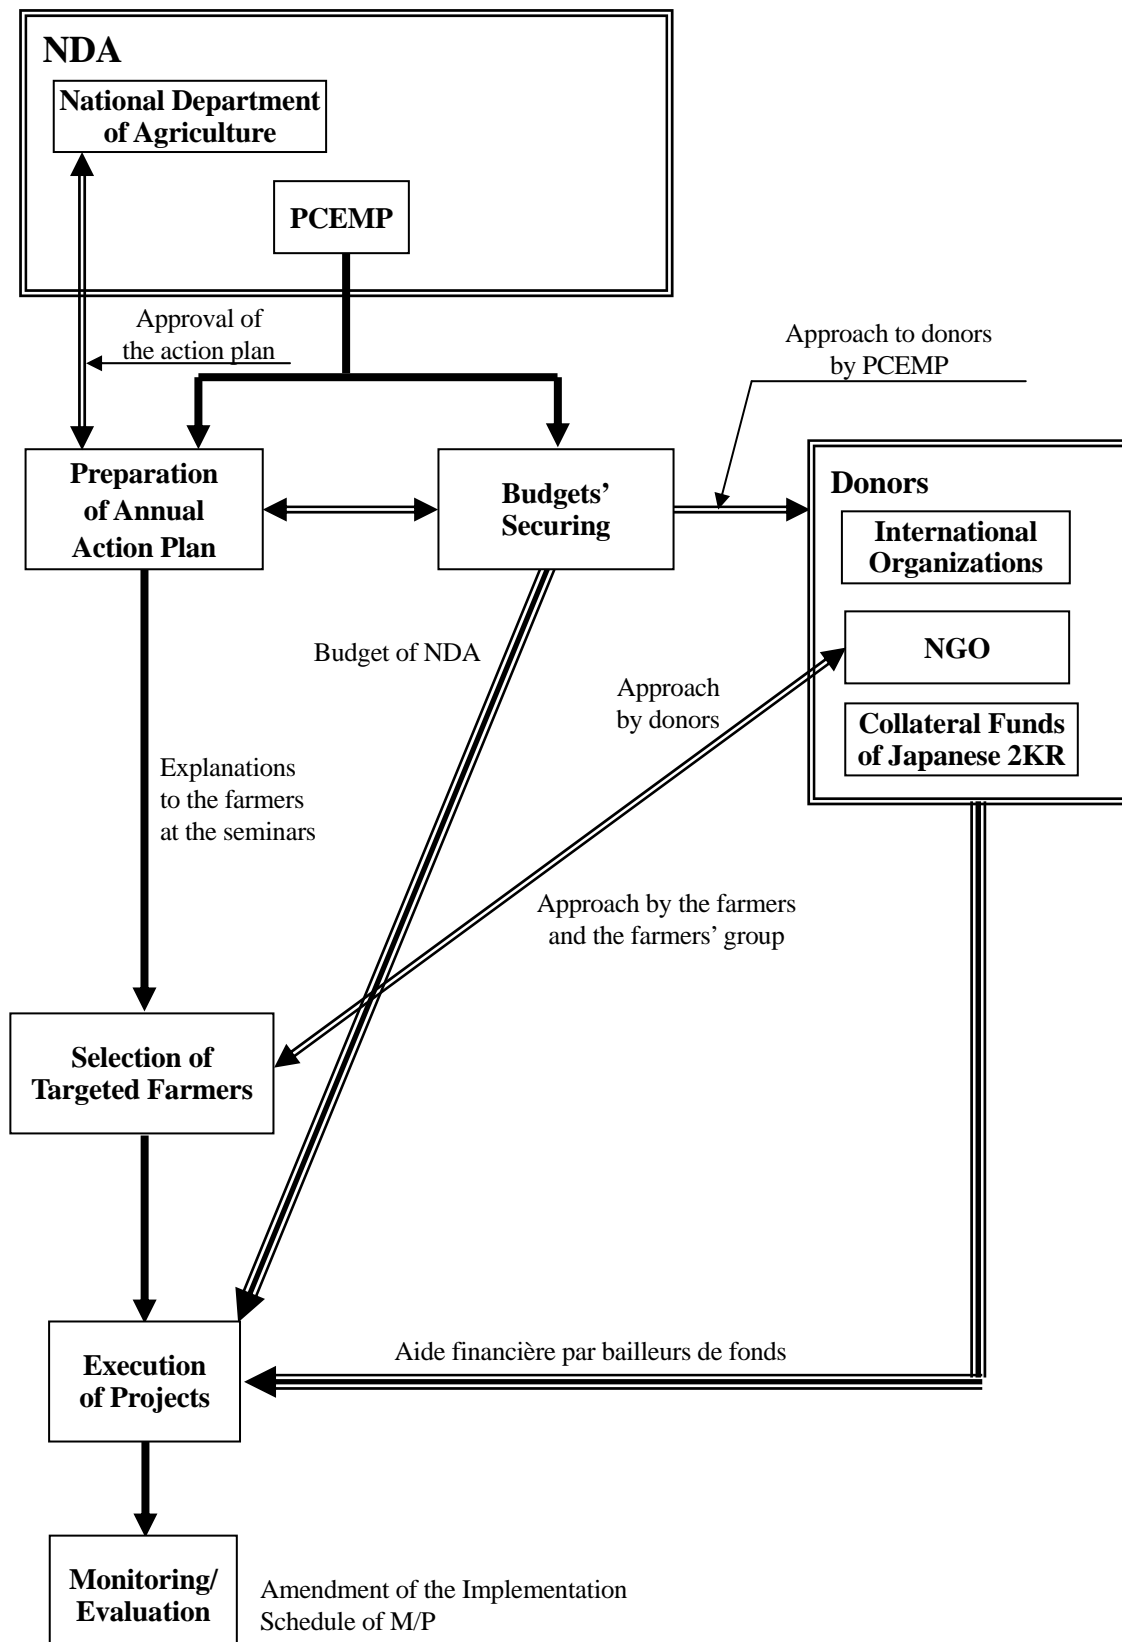 NDA
National Department
of Agriculture
PCEMP
Approval of
the action plan
Approach to donors
by PCEMP
Preparation
of Annual
Action Plan
Budgets’
Securing
Donors
International
Organizations
NGO
Collateral Funds
of Japanese 2KR
Budget of NDA
Approach
by donors
Explanations
to the farmers
at the seminars
Approach by the farmers
and the farmers’ group
Selection of
Targeted Farmers
Execution
of Projects
Aide financière par bailleurs de fonds
Monitoring/
Evaluation
Amendment of the Implementation
Schedule of M/P